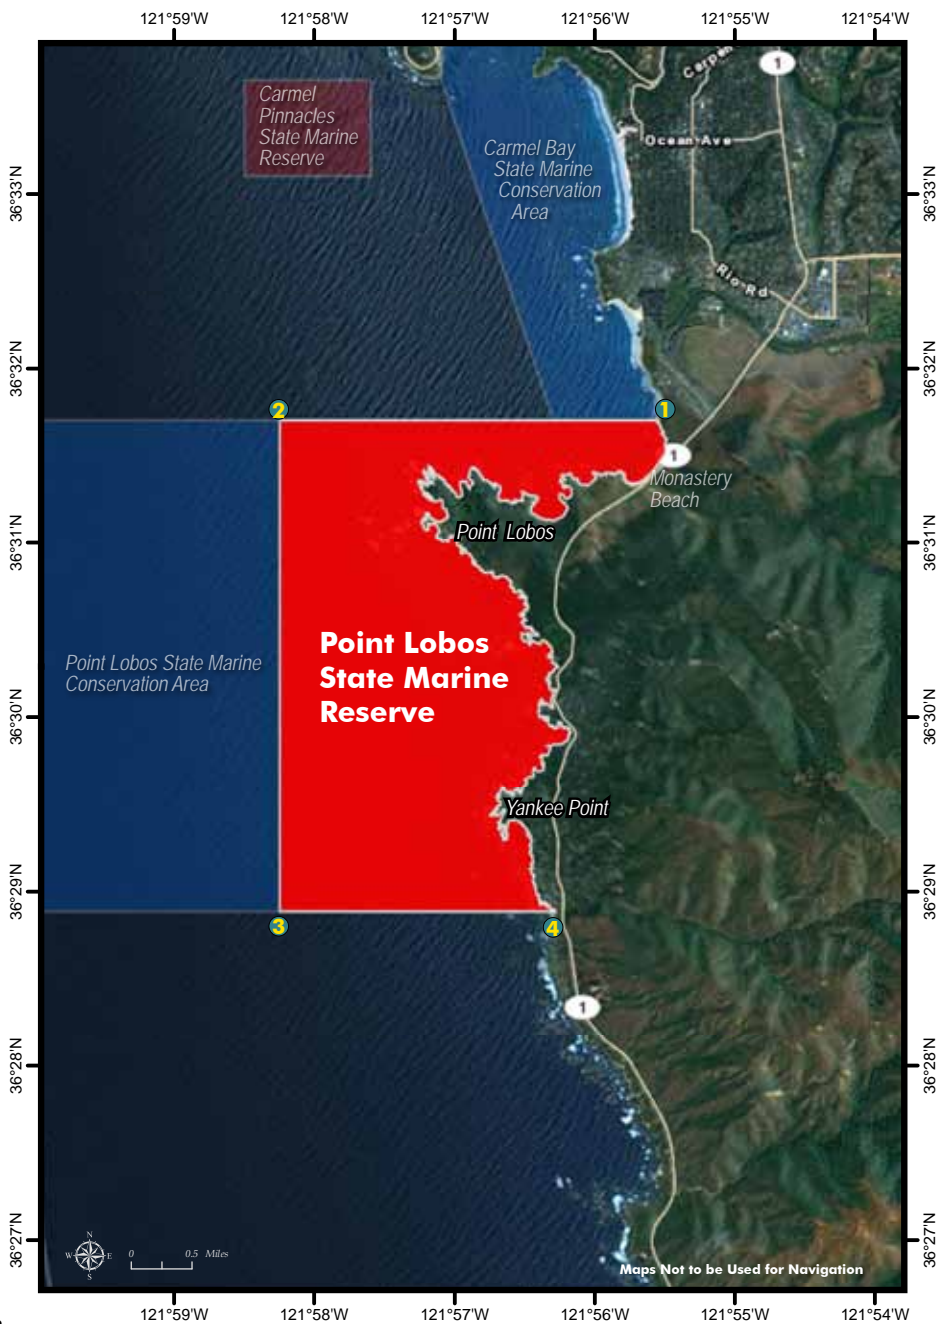 121°59'W 121°58'W 121°57'W 121°56'W 121°55'W 121°54'W
1
Carmel
Pinnacles
State Marine
Reserve
Carmel Bay
State Marine
Conservation
Area
Ocean Ave
36°33'N
36°33'N
Rio Rd
36°32'N
36°32'N
2
1
1
Monastery
Beach
Point Lobos
36°31'N
36°31'N
Point Lobos State Marine
Conservation Area
Point Lobos
State Marine
Reserve
36°30'N
36°30'N
Yankee Point
36°29'N
36°29'N
3
4
1
36°28'N
36°28'N
36°27'N
36°27'N
N
W E
S
0 0.5 Miles
Maps Not to be Used for Navigation
121°59'W 121°58'W 121°57'W 121°56'W 121°55'W 121°54'W